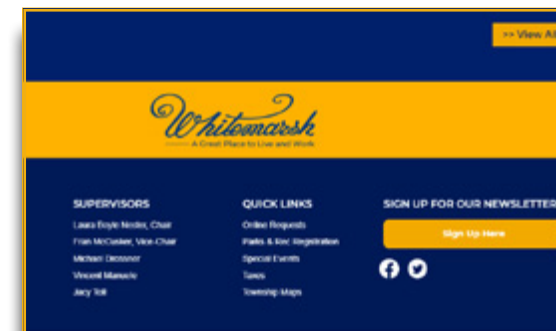 >> View All
Whitemarsh
A Great Place to Live and Work
SUPERVISORS
Laura Boyle Nester, Chair
Fran McCusker, Vice-Chair
Michael Drossner
Vincent Manuele
Jacy Toll
QUICK LINKS
Online Requests
Parks & Rec Registration
Special Events
Taxes
Township Maps
SIGN UP FOR OUR NEWSLETTER
Sign Up Here